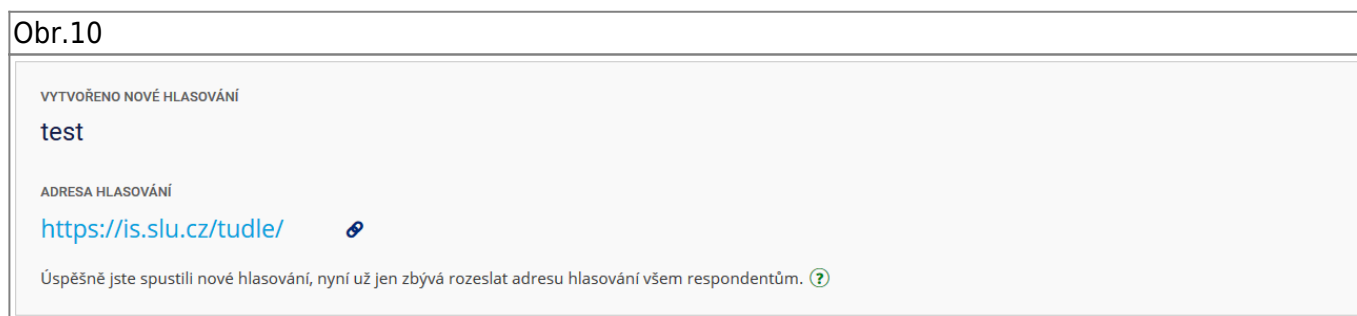 Obr.10
VYTVOŘENO NOVÉ HLASOVÁNÍ
test
ADRESA HLASOVÁNÍ
https://is.slu.cz/tudle/
Úspěšně jste spustili nové hlasování, nyní už jen zbývá rozeslat adresu hlasování všem respondentům. ?